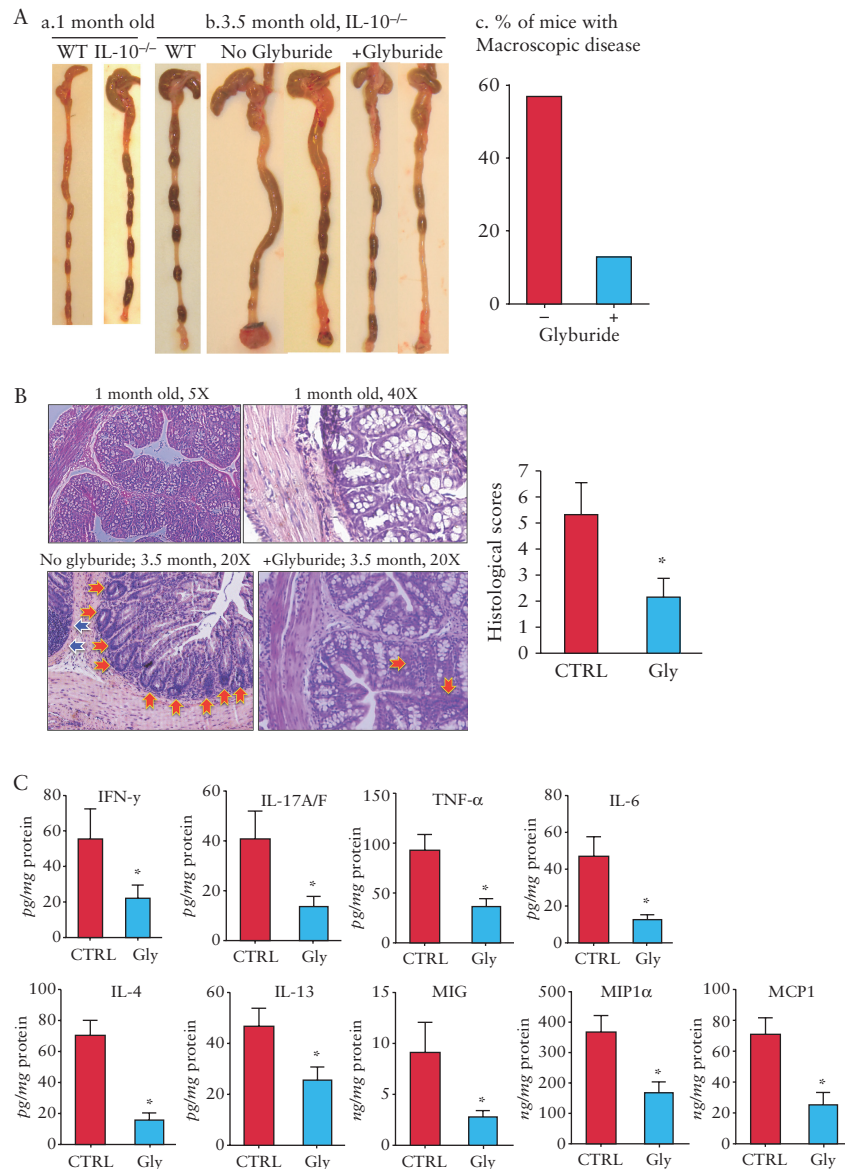 A
a.1 month old
WT IL-10–/–
b.3.5 month old, IL-10–/–
WT No Glyburide +Glyburide
c. % of mice with
Macroscopic disease
60
40
20
0
– +
Glyburide
B
1 month old, 5X
1 month old, 40X
No glyburide; 3.5 month, 20X
+Glyburide; 3.5 month, 20X
Histological scores
7
6
5
4
3
2
1
0
*
CTRL Gly
C
IFN-y
pg/mg protein
80
60
40
20
0
*
CTRL Gly
IL-17A/F
pg/mg protein
60
40
20
0
*
CTRL Gly
TNF-α
pg/mg protein
150
100
50
0
*
CTRL Gly
IL-6
pg/mg protein
80
60
40
20
0
*
CTRL Gly
IL-4
pg/mg protein
100
80
60
40
20
0
*
CTRL Gly
IL-13
pg/mg protein
60
40
20
0
*
CTRL Gly
MIG
ng/mg protein
15
10
5
0
*
CTRL Gly
MIP1α
ng/mg protein
500
400
300
200
100
0
*
CTRL Gly
MCP1
ng/mg protein
100
80
60
40
20
0
*
CTRL Gly